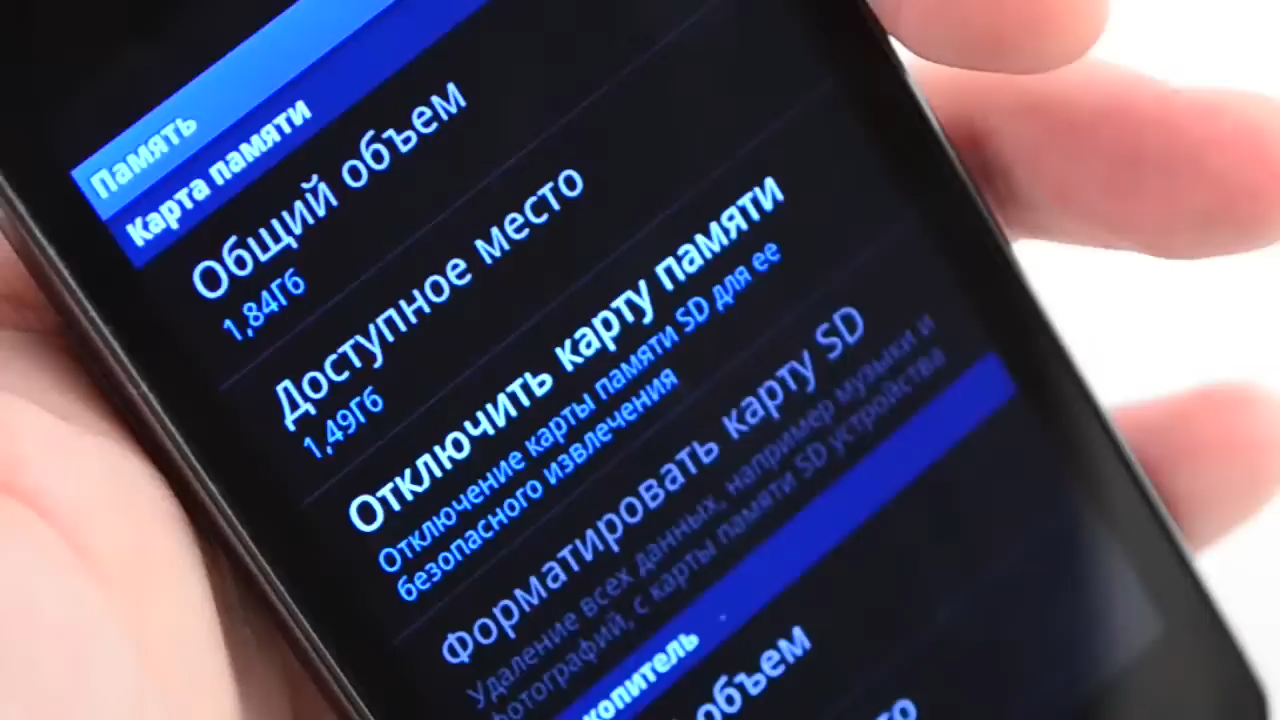 Память
Карта памяти
Общий объем
1,84Гб
Доступное место
1,49Гб
Отключить карту памяти
Отключение карты памяти SD для ее
безопасного извлечения
Форматировать карту SD
Удаление всех данных, например музыки и
фотографий, с карты памяти SD устройства
копитель
объем